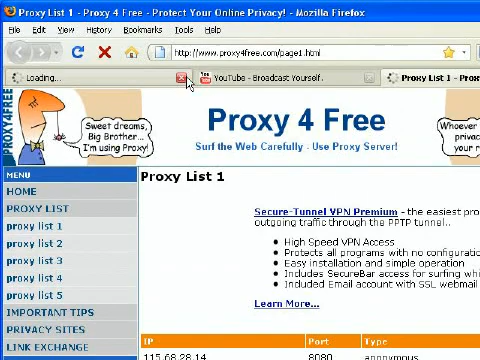 Proxy List 1 - Proxy 4 Free - Protect Your Online Privacy! - Mozilla Firefox
File Edit View History Bookmarks Tools Help
http://www.proxy4free.com/page1.html
Loading...
YouTube - Broadcast Yourself.
Proxy List 1 - Prox
PROXY4FREE
Sweet dreams,
Big Brother...
I'm using Proxy!
Proxy 4 Free
Surf the Web Carefully - Use Proxy Server!
Whoever
privacy
your r
MENU
HOME
PROXY LIST
proxy list 1
proxy list 2
proxy list 3
proxy list 4
proxy list 5
IMPORTANT TIPS
PRIVACY SITES
LINK EXCHANGE
Proxy List 1
Secure-Tunnel VPN Premium - the easiest pro
outgoing traffic through the PPTP tunnel..
High Speed VPN Access
Protects all programs with no configuratio
Easy installation and simple operation
Includes SecureBar access for surfing whi
Included Email account with SSL webmail
Learn More...
IP Port Type
115.68.28.14 8080 anonymous